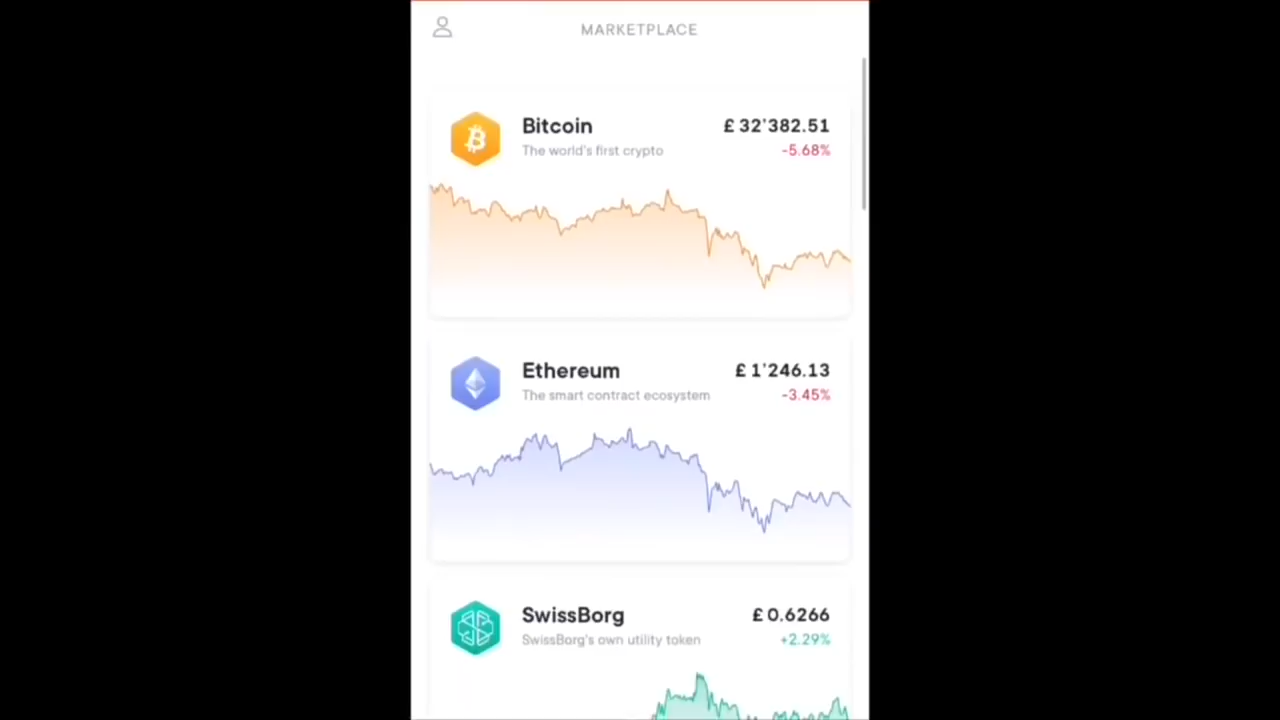 MARKETPLACE
Bitcoin
£ 32'382.51
The world's first crypto
-5.68%
Ethereum
£ 1'246.13
The smart contract ecosystem
-3.45%
SwissBorg
£ 0.6266
SwissBorg's own utility token
+2.29%